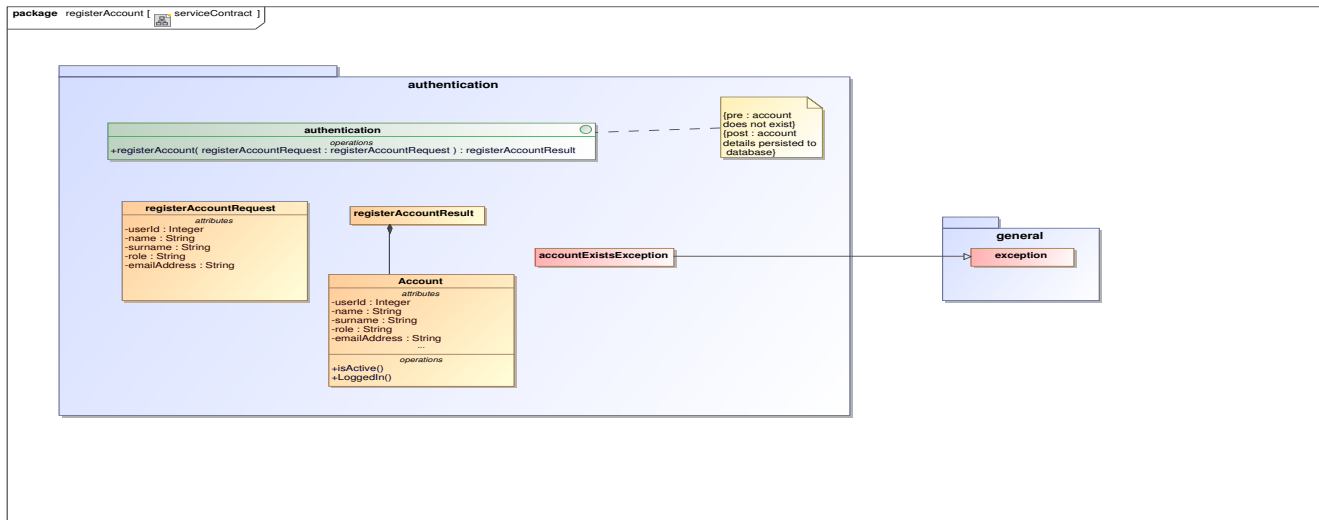 package registerAccount [ serviceContract ]
authentication
authentication
operations
+registerAccount( registerAccountRequest : registerAccountRequest ) : registerAccountResult
{pre : account
does not exist}
{post : account
details persisted to
database}
registerAccountRequest
attributes
-userId : Integer
-name : String
-surname : String
-role : String
-emailAddress : String
registerAccountResult
Account
attributes
-userId : Integer
-name : String
-surname : String
-role : String
-emailAddress : String
...
operations
+isActive()
+LoggedIn()
accountExistsException
general
exception